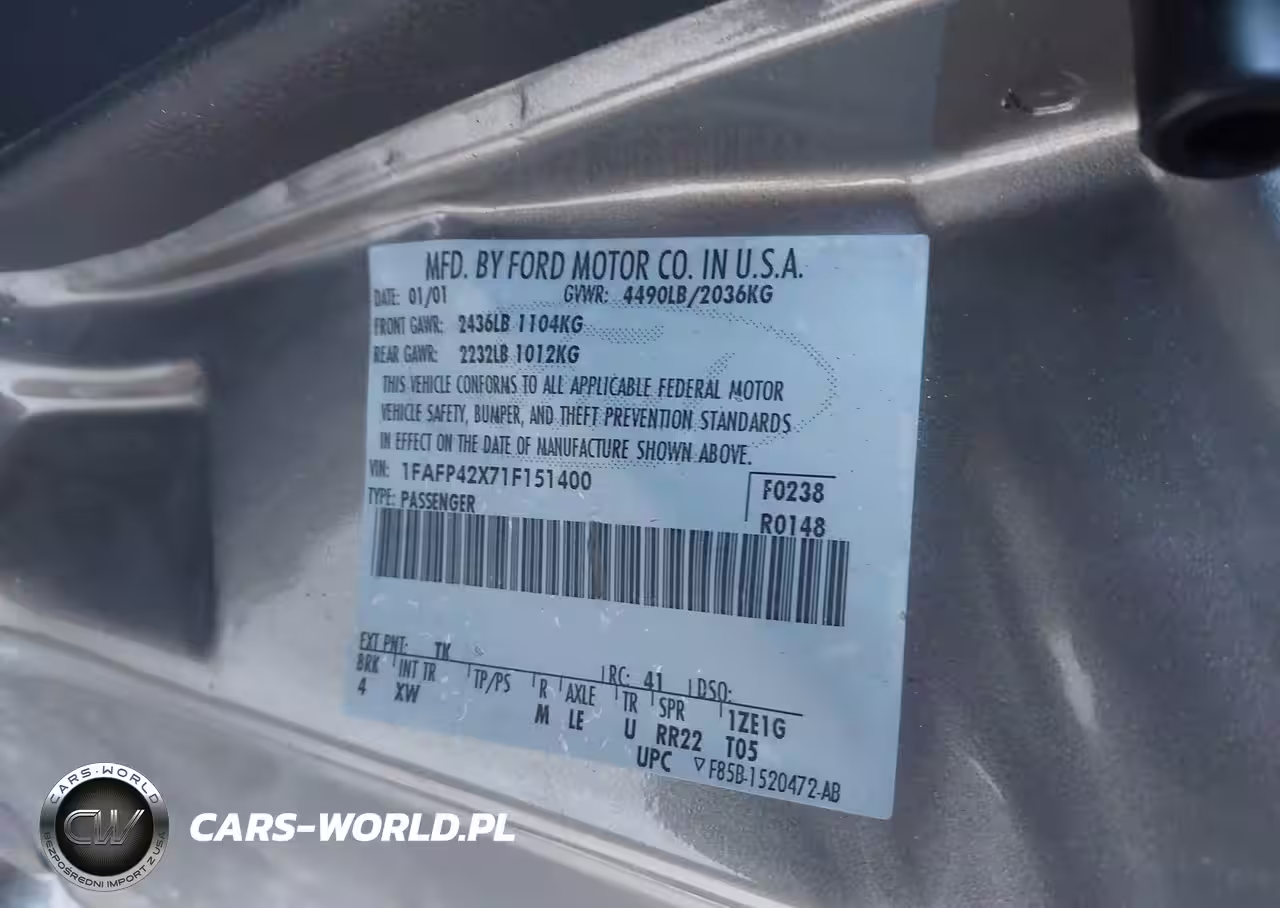 MFD. BY FORD MOTOR CO. IN U.S.A.
DATE: 01/01 GVWR: 4490LB/2036KG
FRONT GAWR: 2436LB 1104KG
REAR GAWR: 2232LB 1012KG
THIS VEHICLE CONFORMS TO ALL APPLICABLE FEDERAL MOTOR
VEHICLE SAFETY, BUMPER, AND THEFT PREVENTION STANDARDS
IN EFFECT ON THE DATE OF MANUFACTURE SHOWN ABOVE.
VIN: 1FAFP42X71F151400
F0238
TYPE: PASSENGER
R0148
EXT PNT: TK RC: 41 DSO:
BRK INT TR TP/PS R AXLE TR SPR 1ZE1G
4 XW M LE U RR22 T05
UPC ▽F85B-1520472-AB
CARS-WORLD
CW
BEZPOŚREDNI IMPORT Z USA
CARS-WORLD.PL